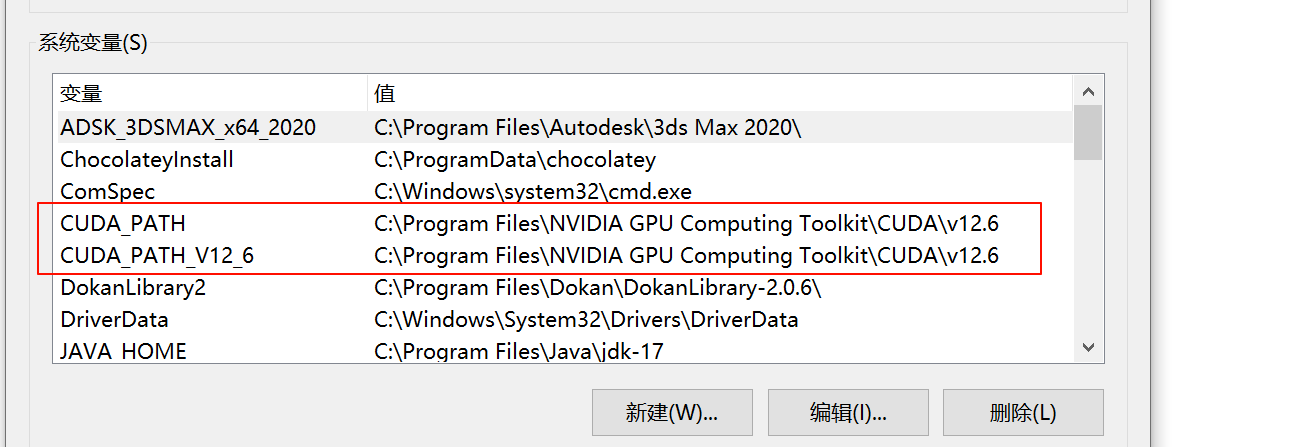 系统变量(S)
变量 值
ADSK_3DSMAX_x64_2020 C:\Program Files\Autodesk\3ds Max 2020\
ChocolateyInstall C:\ProgramData\chocolatey
ComSpec C:\Windows\system32\cmd.exe
CUDA_PATH C:\Program Files\NVIDIA GPU Computing Toolkit\CUDA\v12.6
CUDA_PATH_V12_6 C:\Program Files\NVIDIA GPU Computing Toolkit\CUDA\v12.6
DokanLibrary2 C:\Program Files\Dokan\DokanLibrary-2.0.6\
DriverData C:\Windows\System32\Drivers\DriverData
JAVA_HOME C:\Program Files\Java\jdk-17
新建(W)... 编辑(I)... 删除(L)